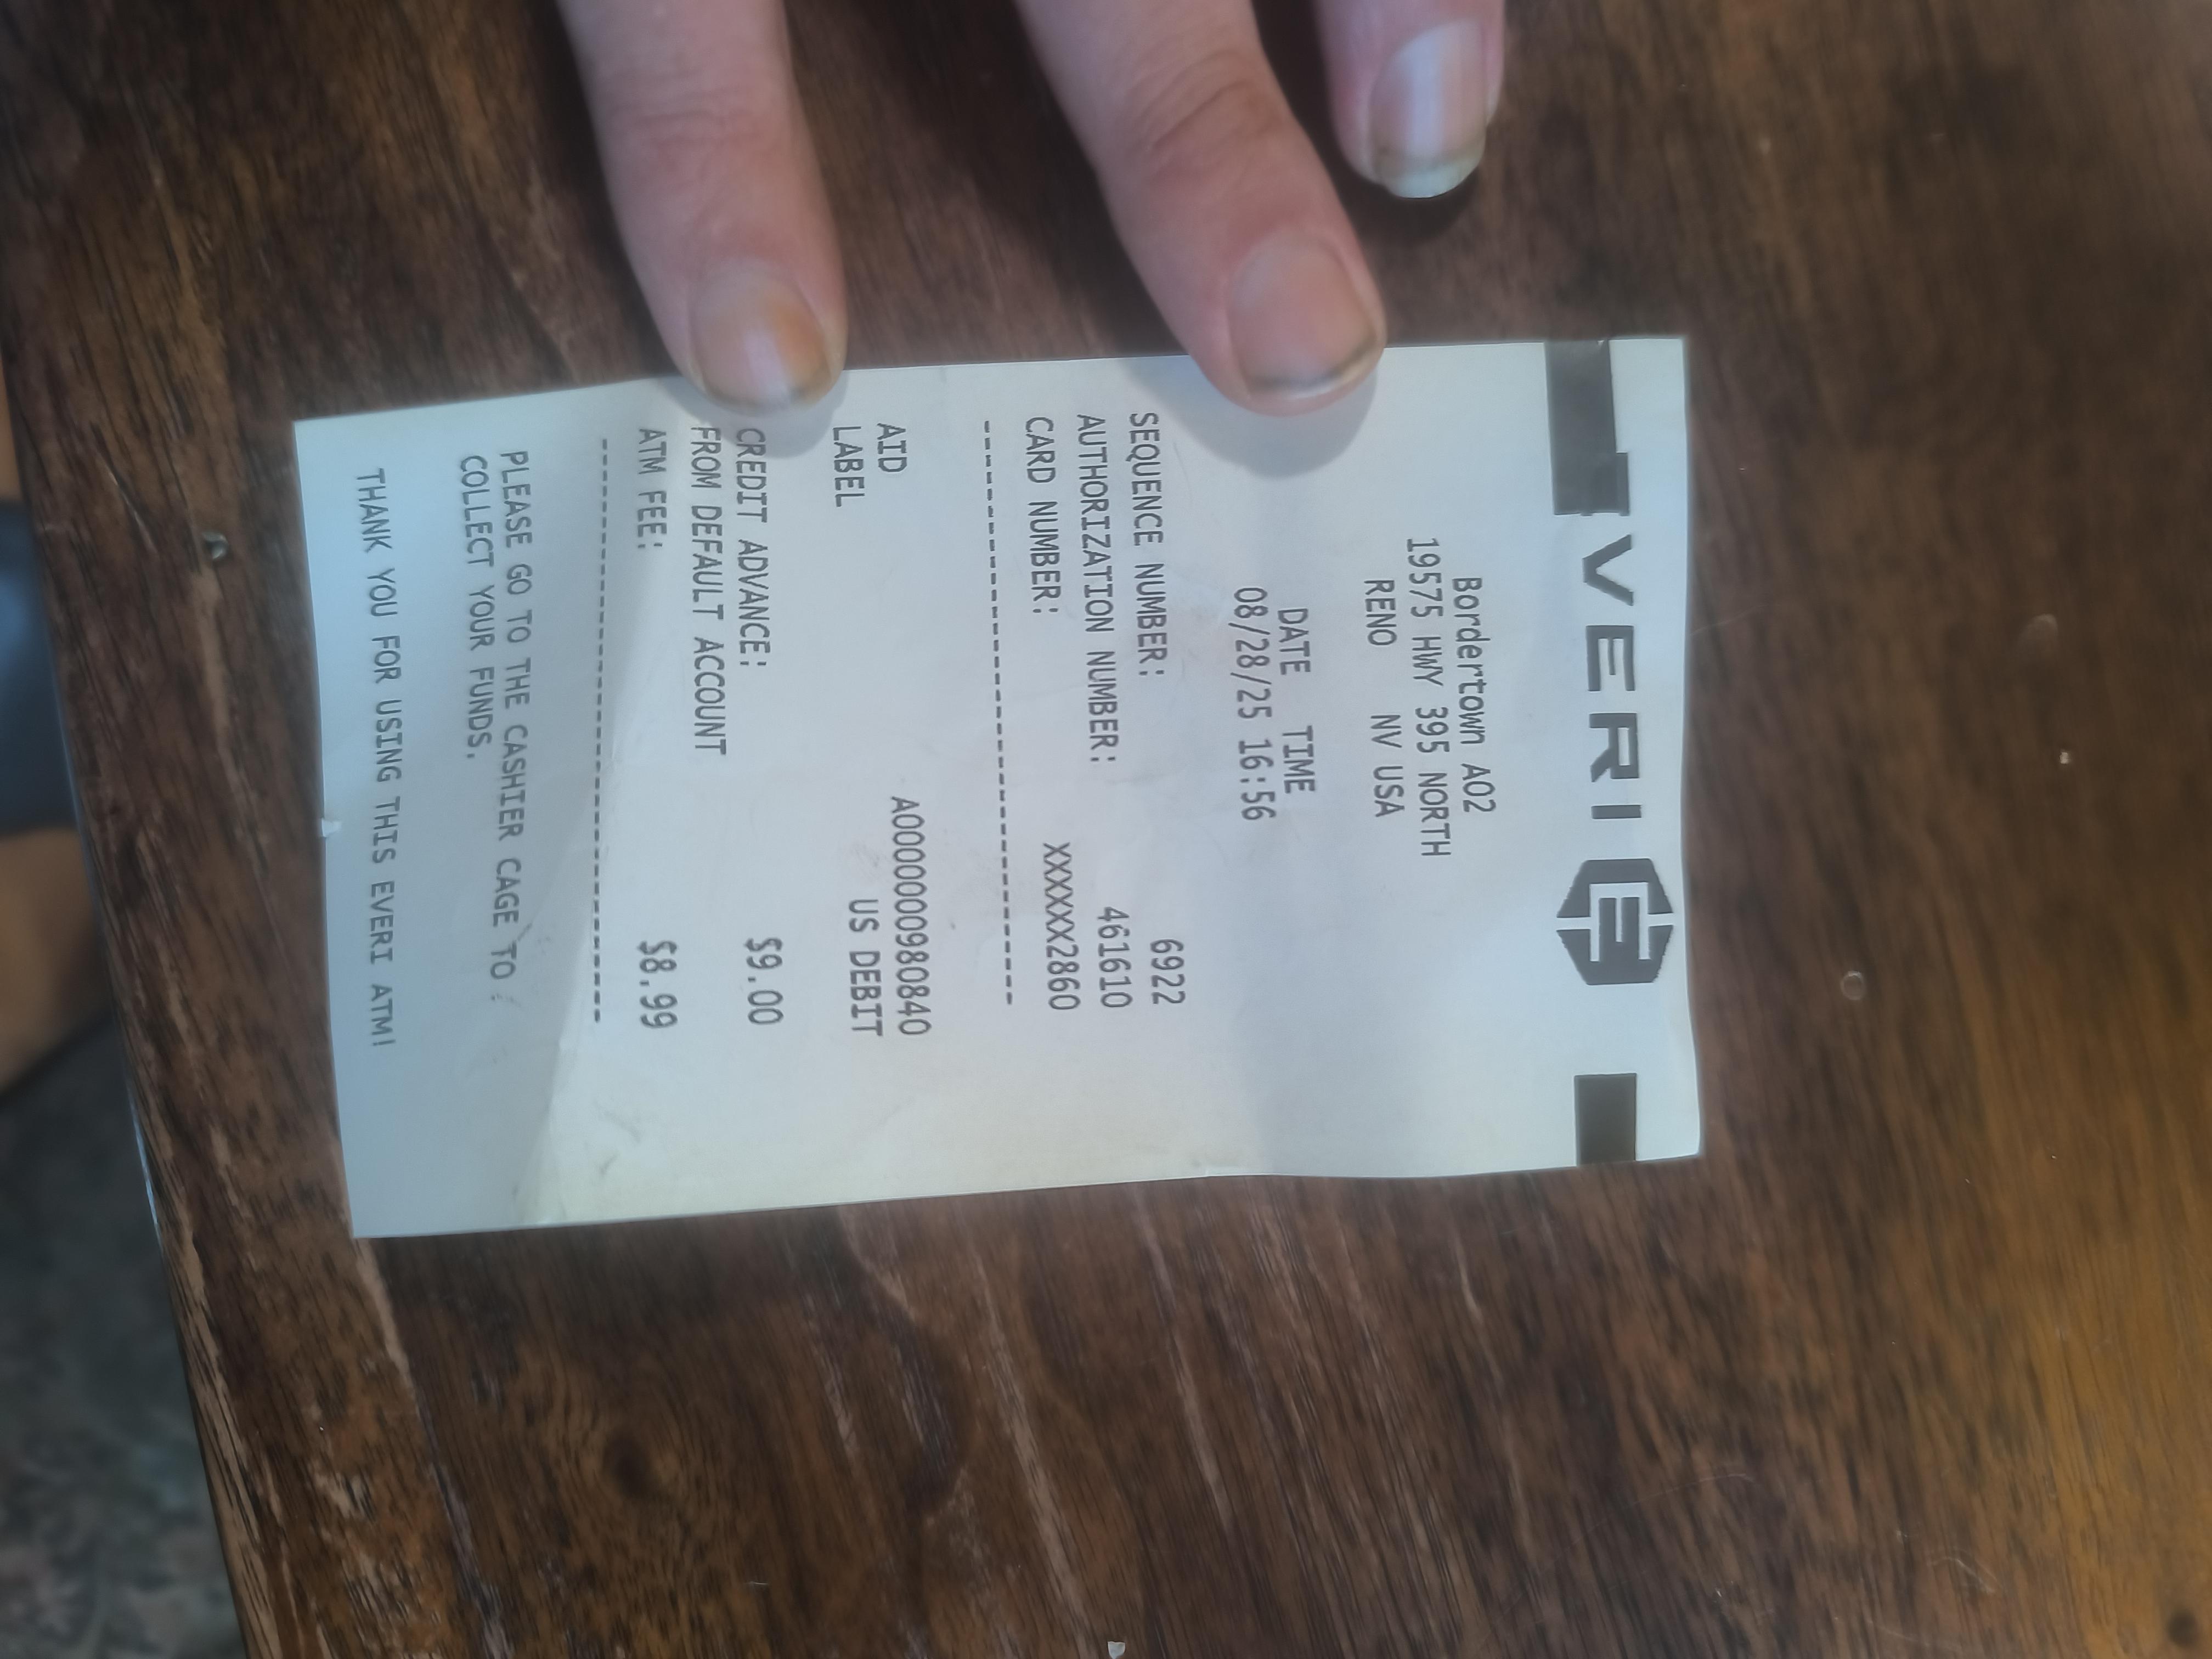 EVERI
Bordertown A02
19575 HWY 395 NORTH
RENO NV USA
DATE TIME
08/28/25 16:56
SEQUENCE NUMBER: 6922
AUTHORIZATION NUMBER: 461610
CARD NUMBER: XXXXXX2860
AID A0000000980840
LABEL US DEBIT
CREDIT ADVANCE: $9.00
FROM DEFAULT ACCOUNT
ATM FEE: $8.99
PLEASE GO TO THE CASHIER CAGE TO
COLLECT YOUR FUNDS.
THANK YOU FOR USING THIS EVERI ATM!